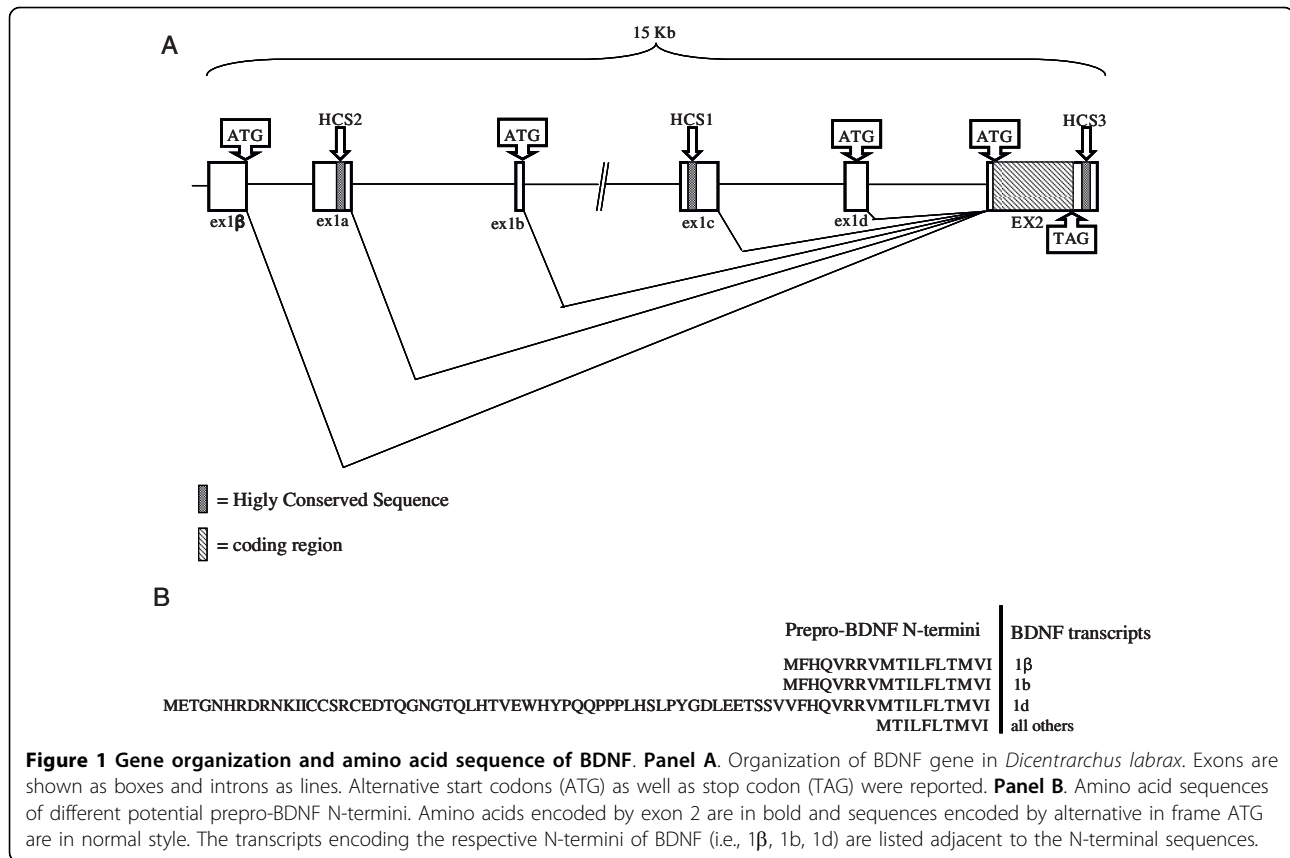 A
15 Kb
ATG
HCS2
ATG
HCS1
ATG
ATG
HCS3
ex1β
ex1a
ex1b
ex1c
ex1d
EX2
TAG
= Higly Conserved Sequence
= coding region
B
Prepro-BDNF N-termini BDNF transcripts
MFHQVRRVMTILFLTMVI 1β
MFHQVRRVMTILFLTMVI 1b
METGNHRDRNKIICCSRCEDTQGNGTQLHTVEWHYPQQPPPLHSLPYGDLEETSSVVFHQVRRVMTILFLTMVI 1d
MTILFLTMVI all others
Figure 1 Gene organization and amino acid sequence of BDNF. Panel A. Organization of BDNF gene in Dicentrarchus labrax. Exons are
shown as boxes and introns as lines. Alternative start codons (ATG) as well as stop codon (TAG) were reported. Panel B. Amino acid sequences
of different potential prepro-BDNF N-termini. Amino acids encoded by exon 2 are in bold and sequences encoded by alternative in frame ATG
are in normal style. The transcripts encoding the respective N-termini of BDNF (i.e., 1β, 1b, 1d) are listed adjacent to the N-terminal sequences.